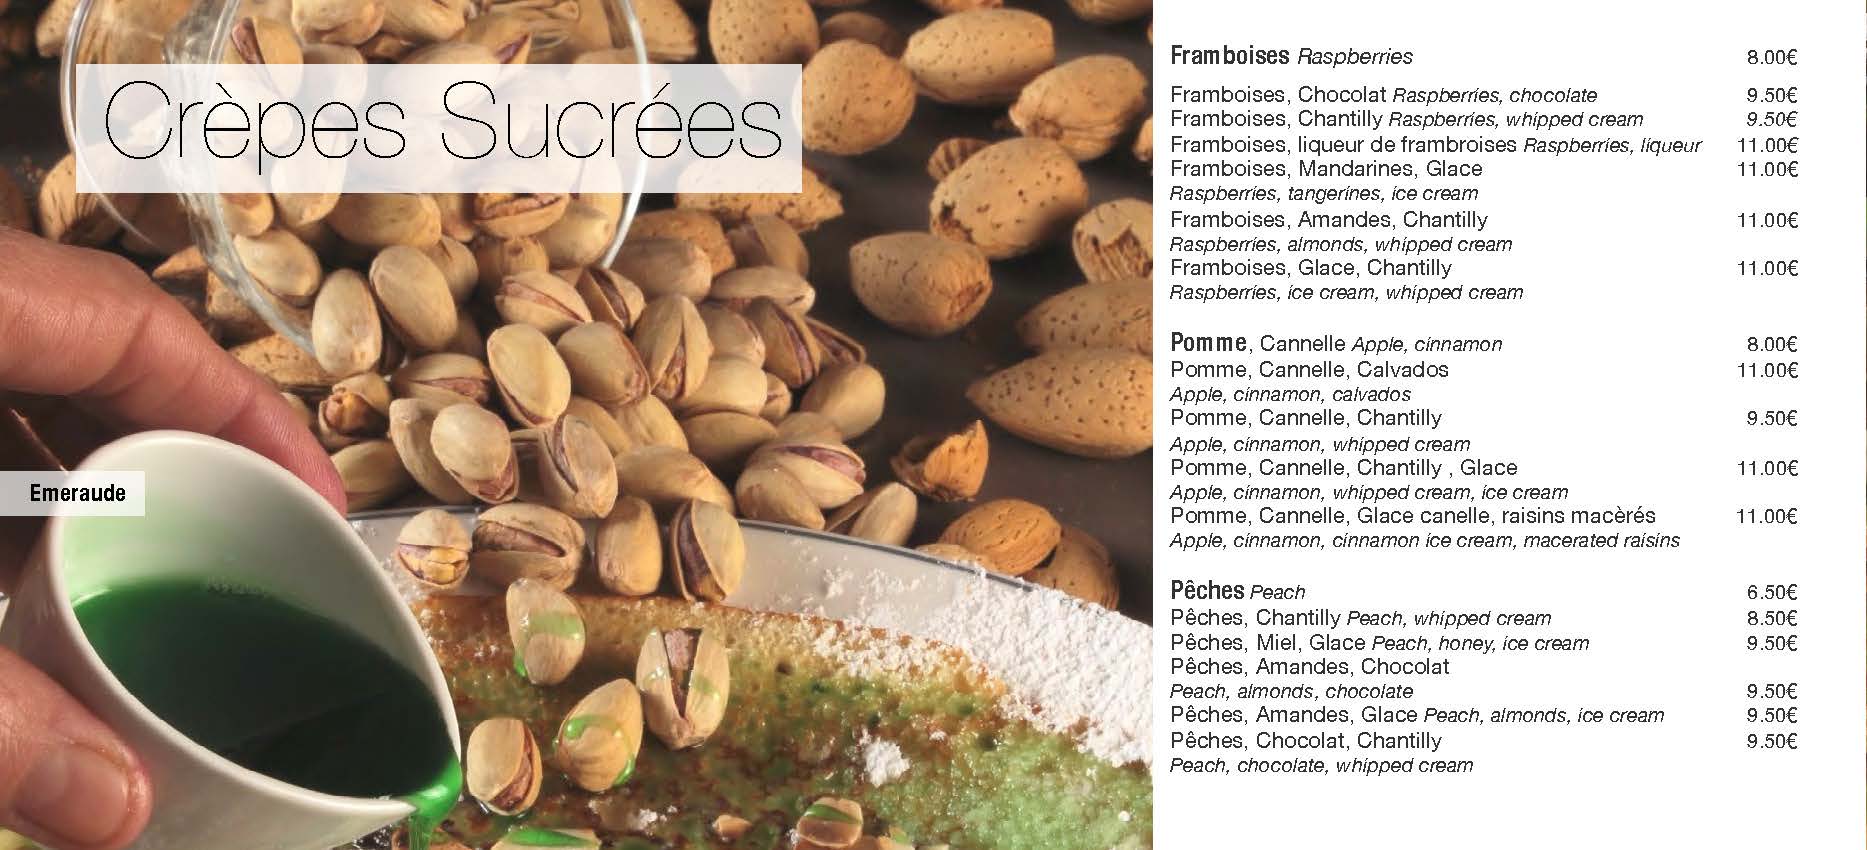 Crèpes Sucrées
Emeraude
Framboises Raspberries 8.00€
Framboises, Chocolat Raspberries, chocolate 9.50€
Framboises, Chantilly Raspberries, whipped cream 9.50€
Framboises, liqueur de frambroises Raspberries, liqueur 11.00€
Framboises, Mandarines, Glace 11.00€
Raspberries, tangerines, ice cream
Framboises, Amandes, Chantilly 11.00€
Raspberries, almonds, whipped cream
Framboises, Glace, Chantilly 11.00€
Raspberries, ice cream, whipped cream
Pomme, Cannelle Apple, cinnamon 8.00€
Pomme, Cannelle, Calvados 11.00€
Apple, cinnamon, calvados
Pomme, Cannelle, Chantilly 9.50€
Apple, cinnamon, whipped cream
Pomme, Cannelle, Chantilly , Glace 11.00€
Apple, cinnamon, whipped cream, ice cream
Pomme, Cannelle, Glace canelle, raisins macèrés 11.00€
Apple, cinnamon, cinnamon ice cream, macerated raisins
Pêches Peach 6.50€
Pêches, Chantilly Peach, whipped cream 8.50€
Pêches, Miel, Glace Peach, honey, ice cream 9.50€
Pêches, Amandes, Chocolat
Peach, almonds, chocolate 9.50€
Pêches, Amandes, Glace Peach, almonds, ice cream 9.50€
Pêches, Chocolat, Chantilly 9.50€
Peach, chocolate, whipped cream